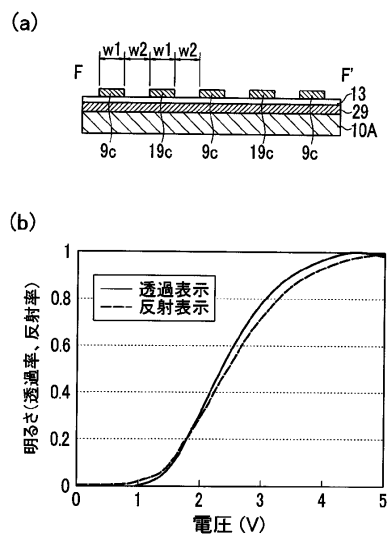 (a)
w1 w2 w1 w2
F F'
13
29
10A
9c 19c 9c 19c 9c
(b)
明るさ(透過率、反射率)
1
0.8
0.6
0.4
0.2
0
透過表示
反射表示
0 1 2 3 4 5
電圧(V)